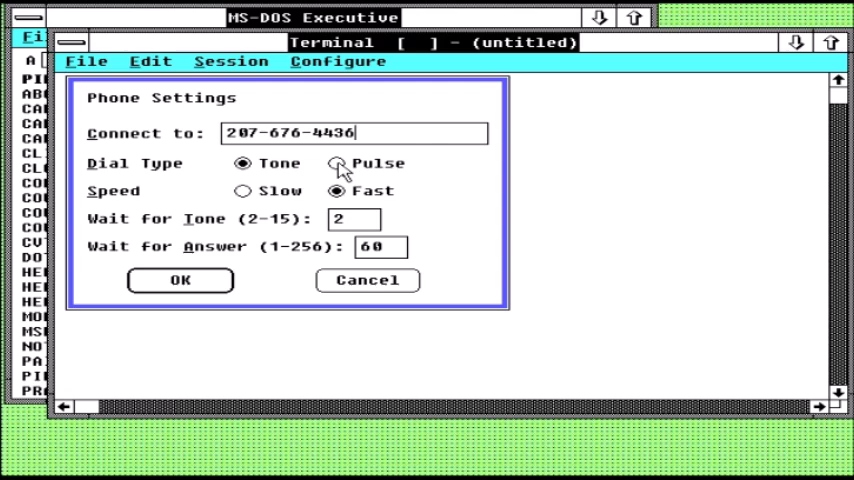 MS-DOS Executive
Terminal [ ] - (untitled)
File Edit Session Configure
Phone Settings
Connect to: 207-676-4436
Dial Type Tone Pulse
Speed Slow Fast
Wait for Tone (2-15): 2
Wait for Answer (1-256): 60
OK Cancel